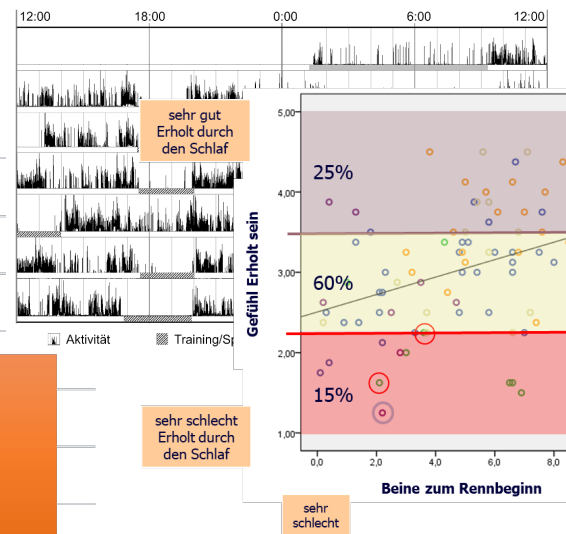 12:00
18:00
0:00
6:00
12:00
sehr gut
Erholt durch
den Schlaf
Gefühl Erholt sein
5,00
4,00
3,00
2,00
1,00
25%
60%
15%
0,0
2,0
4,0
6,0
8,0
Beine zum Rennbeginn
Aktivität
sehr schlecht
Erholt durch
den Schlaf
sehr
schlecht